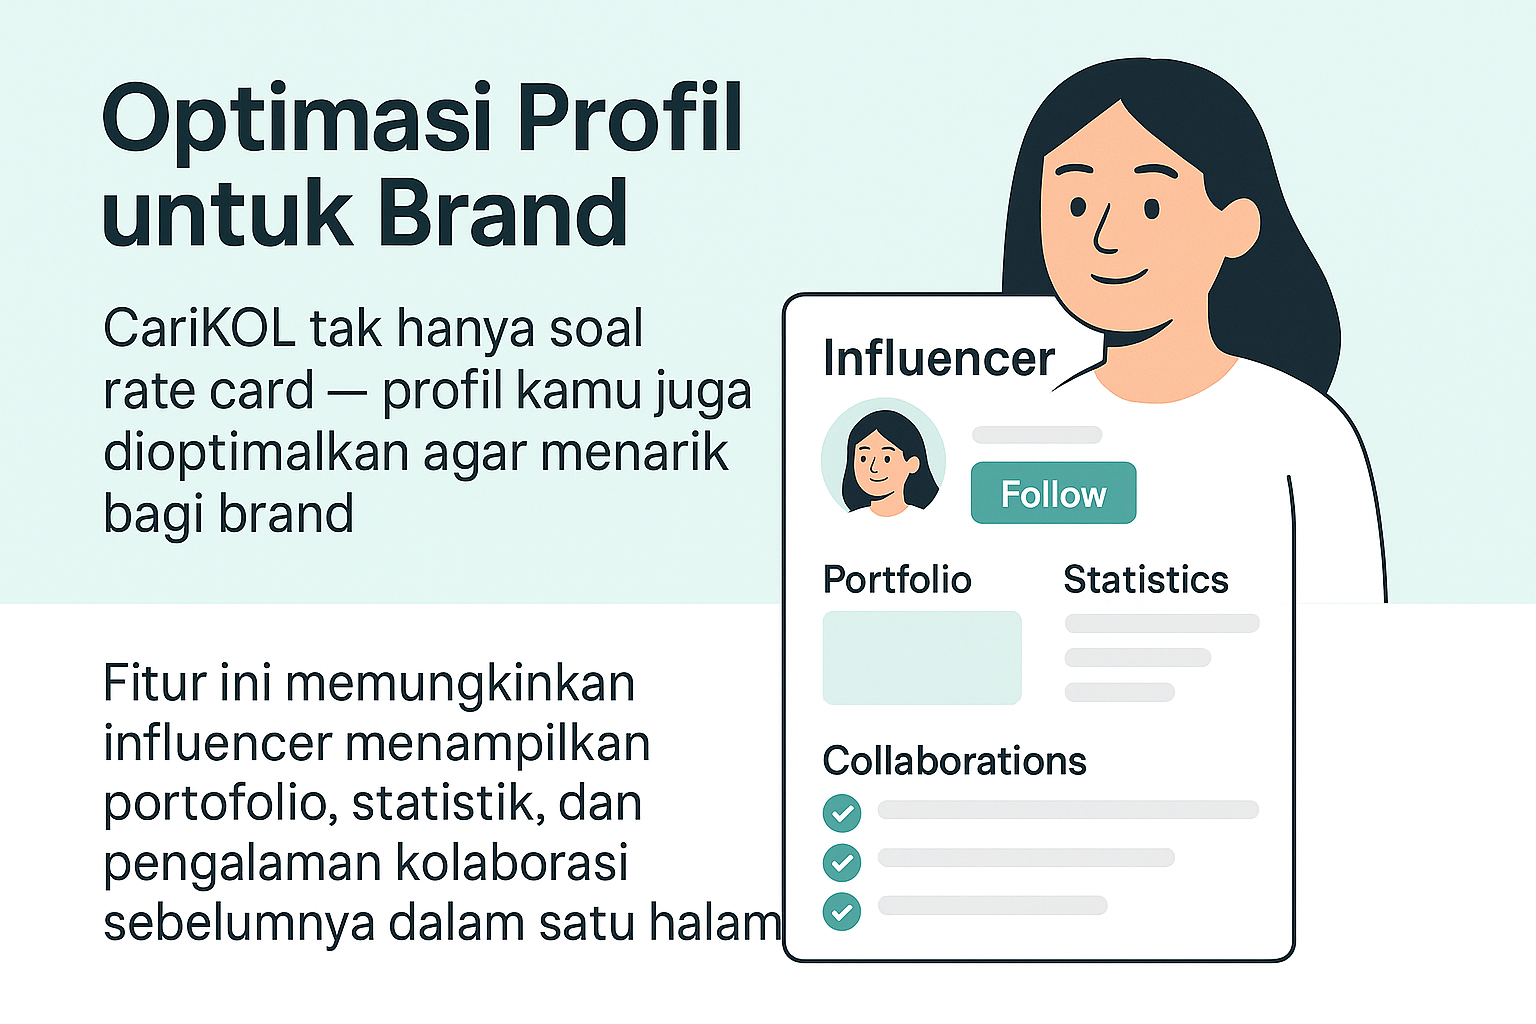 Optimasi Profil
untuk Brand
CariKOL tak hanya soal
rate card — profil kamu juga
dioptimalkan agar menarik
bagi brand
Fitur ini memungkinkan
influencer menampilkan
portofolio, statistik, dan
pengalaman kolaborasi
sebelumnya dalam satu halam
Influencer
Follow
Portfolio
Statistics
Collaborations